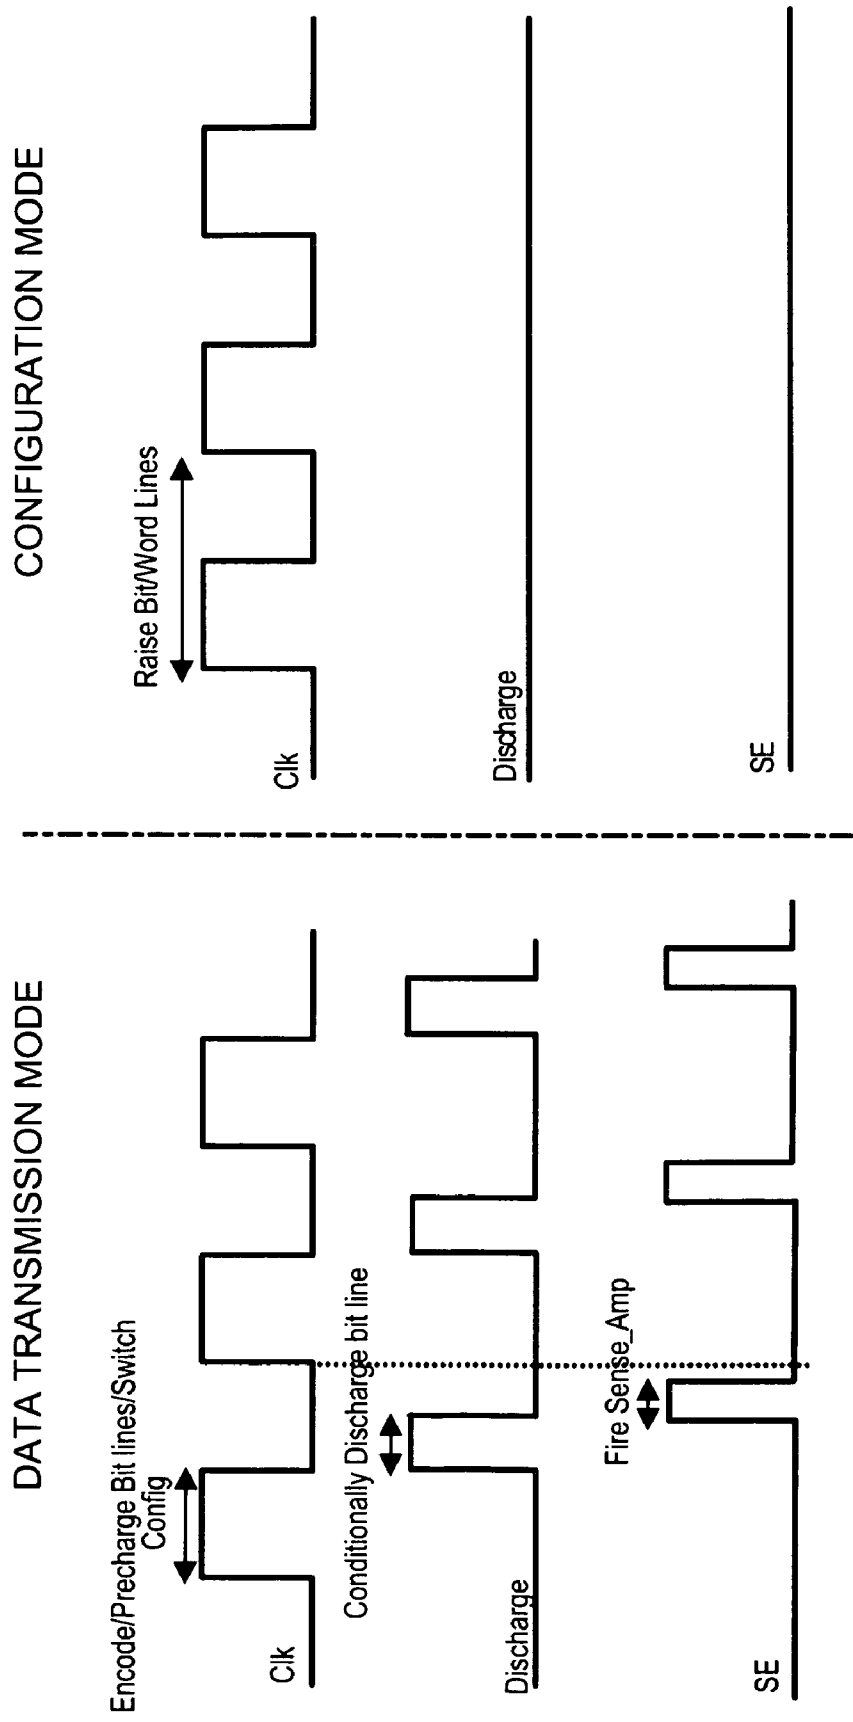 DATA TRANSMISSION MODE
Encode/Precharge Bit lines/Switch
Config
Clk
Conditionally Discharge bit line
Discharge
Fire Sense_Amp
SE
CONFIGURATION MODE
Raise Bit/Word Lines
Clk
Discharge
SE